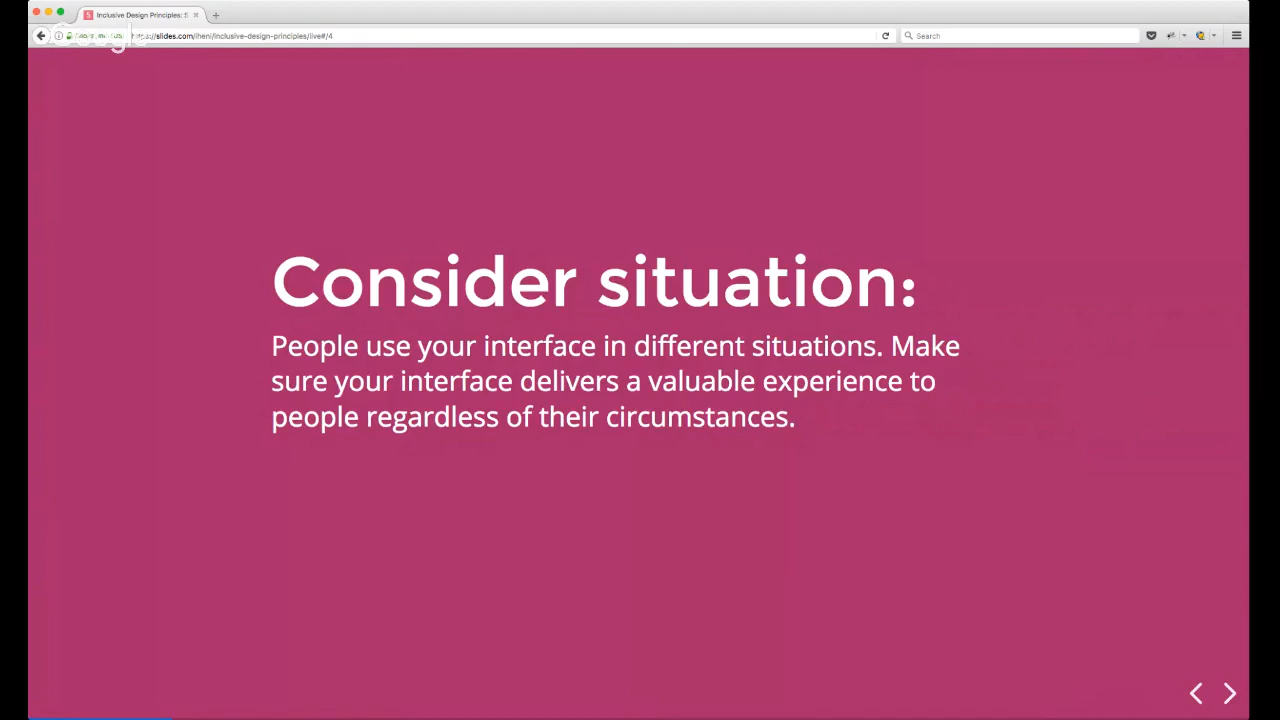 Inclusive Design Principles: S
slides.com/iheni/inclusive-design-principles/live#/4
Search
Consider situation:
People use your interface in different situations. Make
sure your interface delivers a valuable experience to
people regardless of their circumstances.